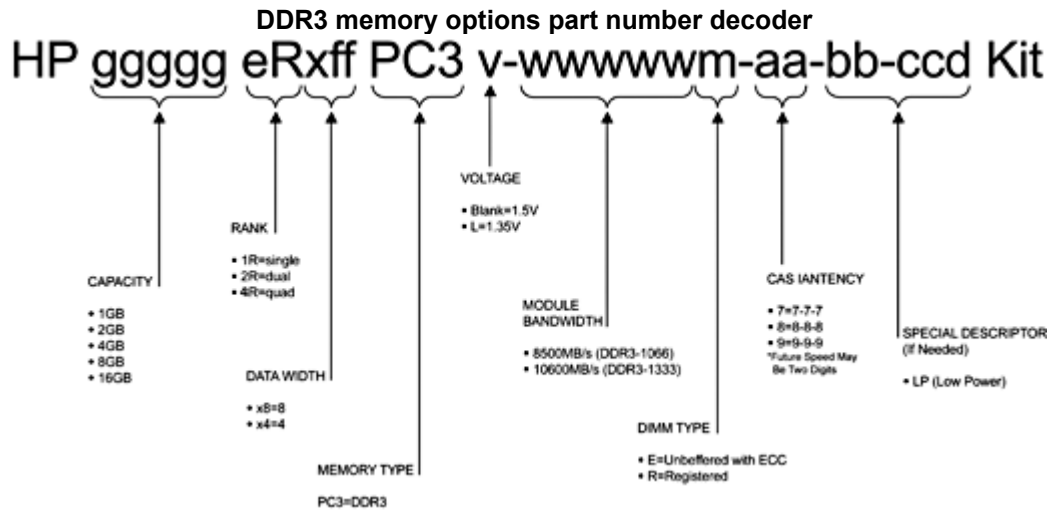 DDR3 memory options part number decoder
HP ggggg eRxff PC3 v-wwwwwm-aa-bb-ccd Kit
VOLTAGE
• Blank=1.5V
• L=1.35V
RANK
• 1R=single
• 2R=dual
• 4R=quad
CAPACITY
• 1GB
• 2GB
• 4GB
• 8GB
• 16GB
CAS IANTENCY
• 7=7-7-7
• 8=8-8-8
• 9=9-9-9
*Future Speed May
Be Two Digits
MODULE
BANDWIDTH
• 8500MB/s (DDR3-1066)
• 10600MB/s (DDR3-1333)
SPECIAL DESCRIPTOR
(If Needed)
• LP (Low Power)
DATA WIDTH
• x8=8
• x4=4
DIMM TYPE
• E=Unbeffered with ECC
• R=Registered
MEMORY TYPE
PC3=DDR3